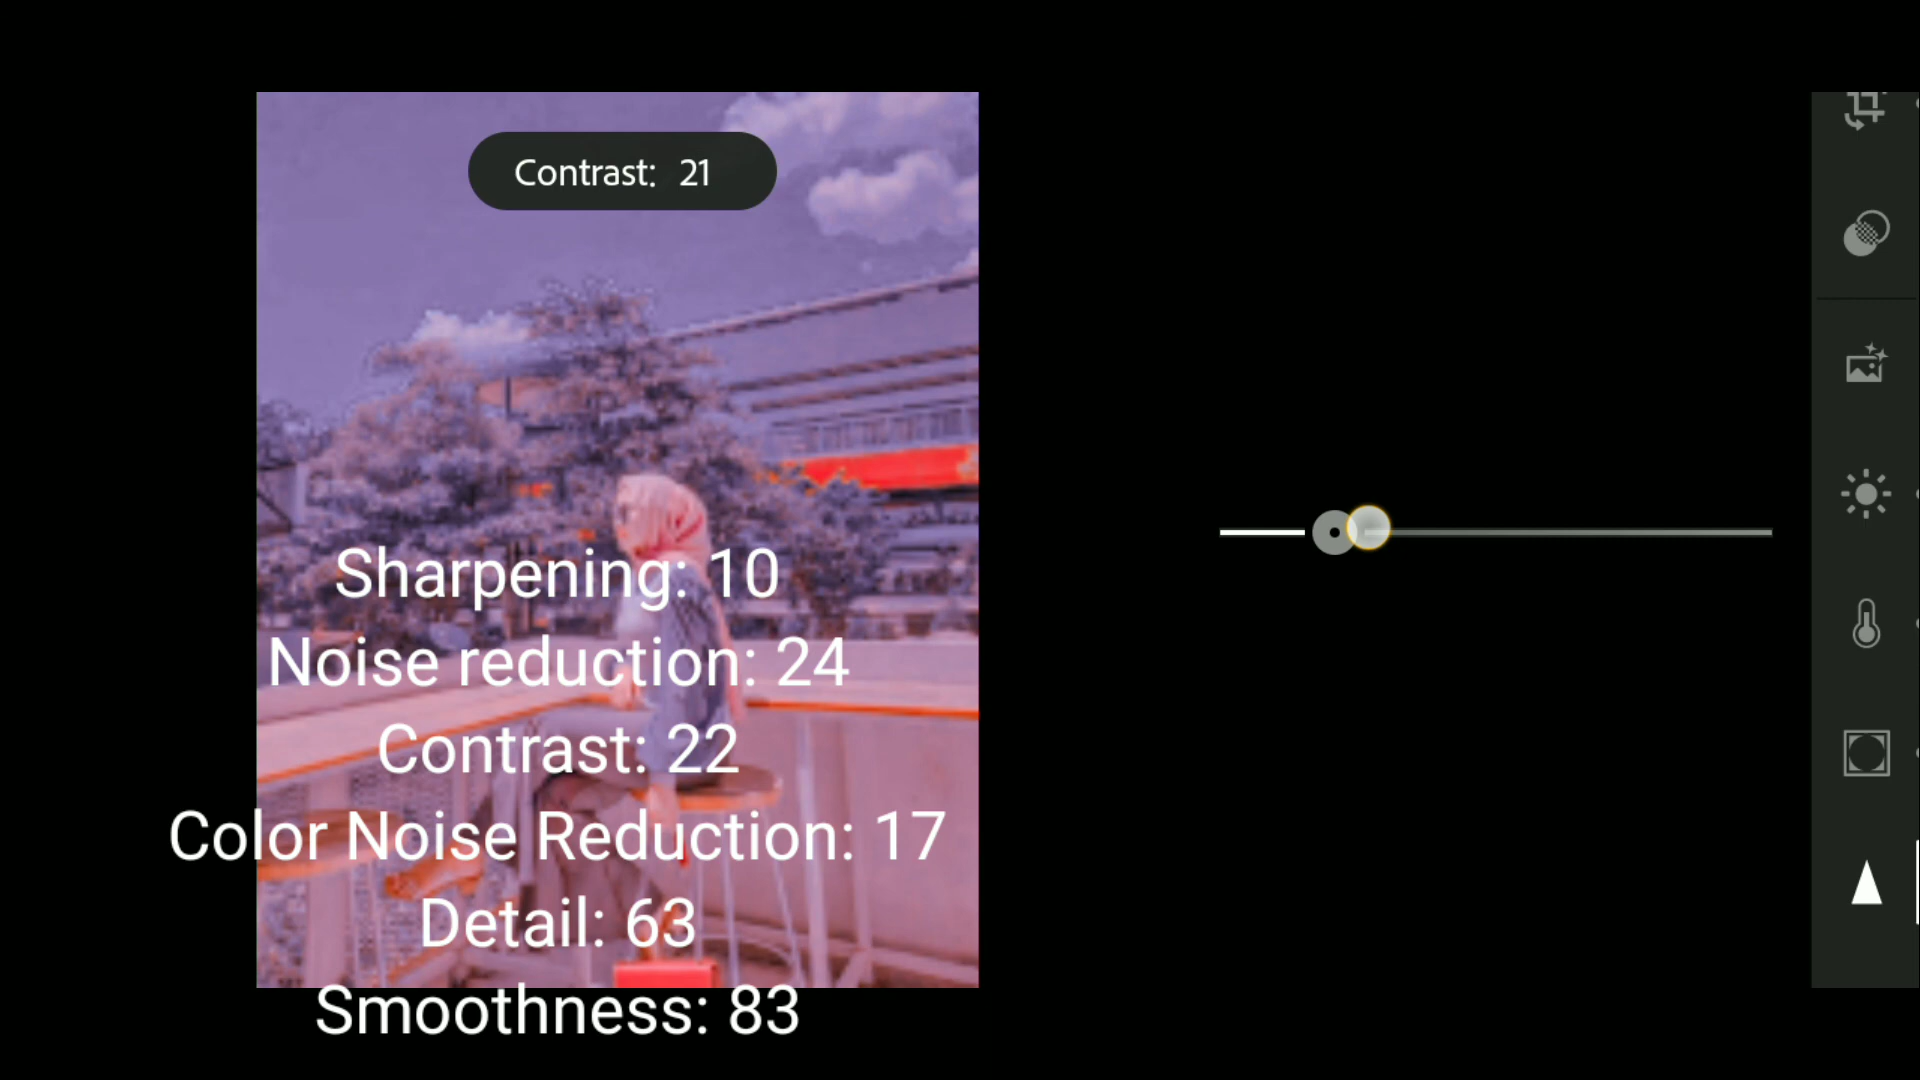 Contrast: 21
Sharpening: 10
Noise reduction: 24
Contrast: 22
Color Noise Reduction: 17
Detail: 63
Smoothness: 83